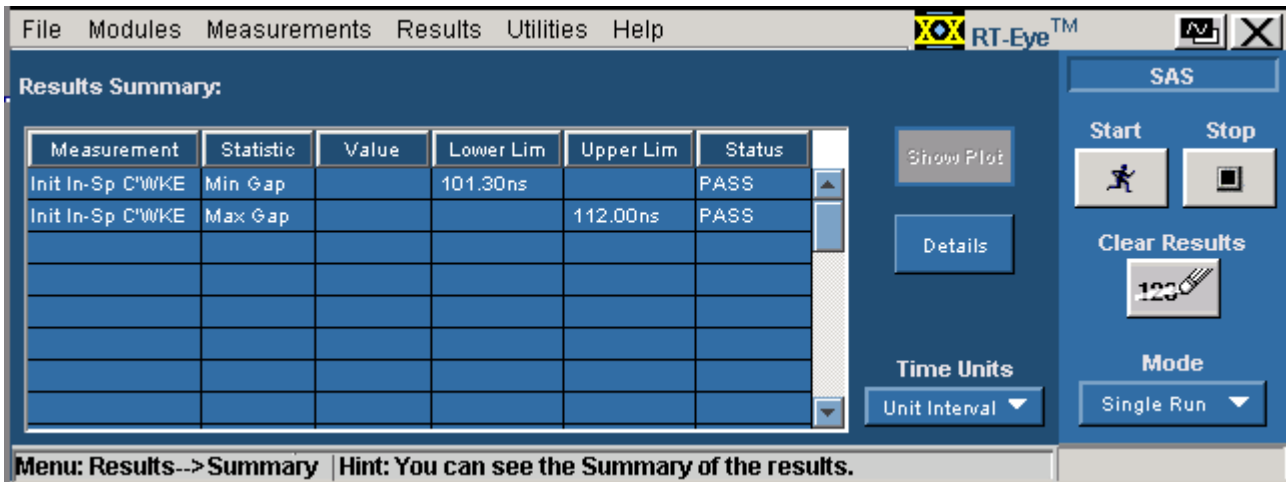 File Modules Measurements Results Utilities Help RT-Eye™
Results Summary:
SAS
Measurement Statistic Value Lower Lim Upper Lim Status
Init In-Sp C'WKE Min Gap 101.30ns PASS
Init In-Sp C'WKE Max Gap 112.00ns PASS
Show Plot
Details
Time Units
Unit Interval
Start Stop
Clear Results
123
Mode
Single Run
Menu: Results-->Summary |Hint: You can see the Summary of the results.